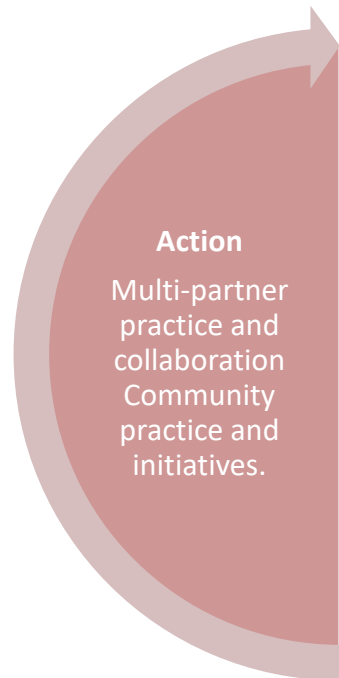 Action
Multi-partner
practice and
collaboration
Community
practice and
initiatives.